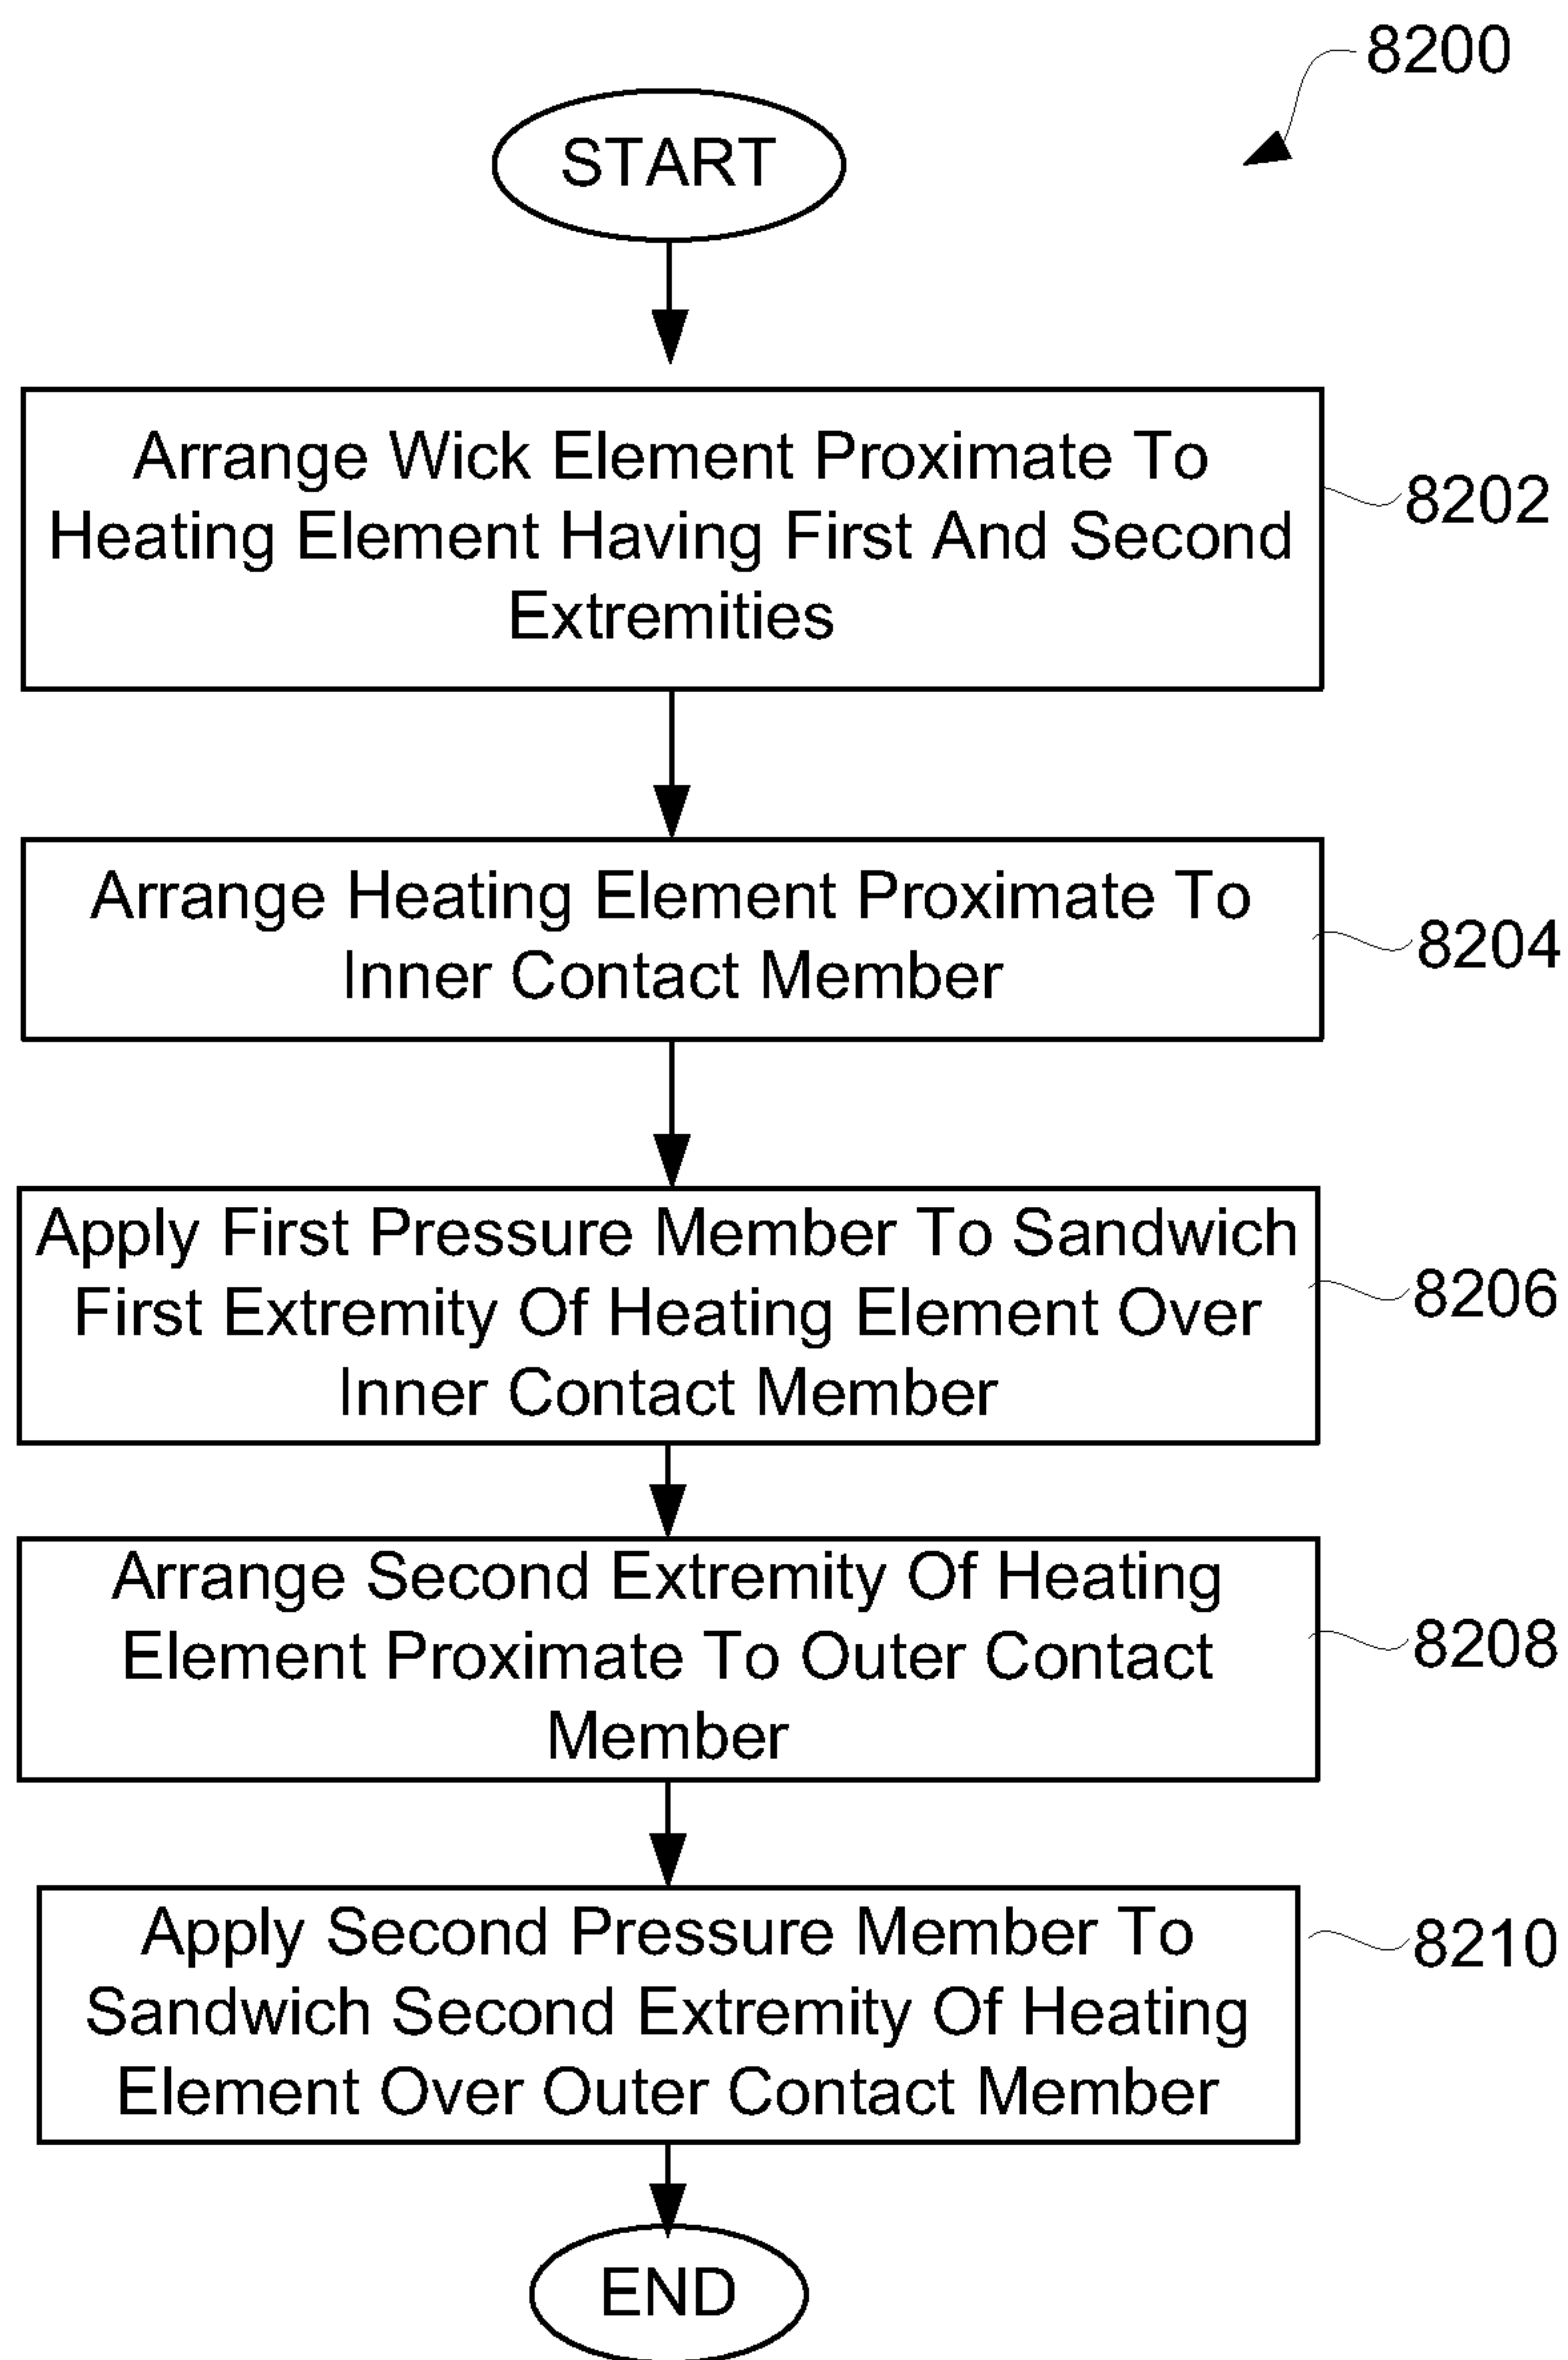 8200
START
Arrange Wick Element Proximate To
Heating Element Having First And Second
Extremities
8202
Arrange Heating Element Proximate To
Inner Contact Member
8204
Apply First Pressure Member To Sandwich
First Extremity Of Heating Element Over
Inner Contact Member
8206
Arrange Second Extremity Of Heating
Element Proximate To Outer Contact
Member
8208
Apply Second Pressure Member To
Sandwich Second Extremity Of Heating
Element Over Outer Contact Member
8210
END